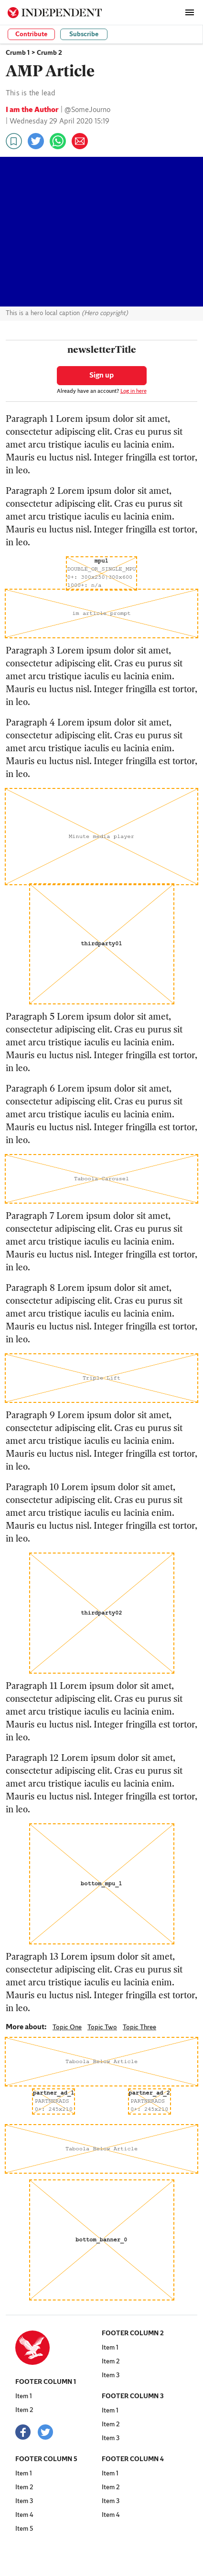 INDEPENDENT
Contribute
Subscribe
Crumb 1 > Crumb 2
AMP Article
This is the lead
I am the Author | @SomeJourno
| Wednesday 29 April 2020 15:19
This is a hero local caption (Hero copyright)
newsletterTitle
Sign up
Already have an account? Log in here
Paragraph 1 Lorem ipsum dolor sit amet,
consectetur adipiscing elit. Cras eu purus sit
amet arcu tristique iaculis eu lacinia enim.
Mauris eu luctus nisl. Integer fringilla est tortor,
in leo.
Paragraph 2 Lorem ipsum dolor sit amet,
consectetur adipiscing elit. Cras eu purus sit
amet arcu tristique iaculis eu lacinia enim.
Mauris eu luctus nisl. Integer fringilla est tortor,
in leo.
mpu1
DOUBLE_OR_SINGLE_MPU
0+: 300x250|300x600
1000+: n/a
im article prompt
Paragraph 3 Lorem ipsum dolor sit amet,
consectetur adipiscing elit. Cras eu purus sit
amet arcu tristique iaculis eu lacinia enim.
Mauris eu luctus nisl. Integer fringilla est tortor,
in leo.
Paragraph 4 Lorem ipsum dolor sit amet,
consectetur adipiscing elit. Cras eu purus sit
amet arcu tristique iaculis eu lacinia enim.
Mauris eu luctus nisl. Integer fringilla est tortor,
in leo.
Minute media player
thirdparty01
Paragraph 5 Lorem ipsum dolor sit amet,
consectetur adipiscing elit. Cras eu purus sit
amet arcu tristique iaculis eu lacinia enim.
Mauris eu luctus nisl. Integer fringilla est tortor,
in leo.
Paragraph 6 Lorem ipsum dolor sit amet,
consectetur adipiscing elit. Cras eu purus sit
amet arcu tristique iaculis eu lacinia enim.
Mauris eu luctus nisl. Integer fringilla est tortor,
in leo.
Taboola Carousel
Paragraph 7 Lorem ipsum dolor sit amet,
consectetur adipiscing elit. Cras eu purus sit
amet arcu tristique iaculis eu lacinia enim.
Mauris eu luctus nisl. Integer fringilla est tortor,
in leo.
Paragraph 8 Lorem ipsum dolor sit amet,
consectetur adipiscing elit. Cras eu purus sit
amet arcu tristique iaculis eu lacinia enim.
Mauris eu luctus nisl. Integer fringilla est tortor,
in leo.
Triple Lift
Paragraph 9 Lorem ipsum dolor sit amet,
consectetur adipiscing elit. Cras eu purus sit
amet arcu tristique iaculis eu lacinia enim.
Mauris eu luctus nisl. Integer fringilla est tortor,
in leo.
Paragraph 10 Lorem ipsum dolor sit amet,
consectetur adipiscing elit. Cras eu purus sit
amet arcu tristique iaculis eu lacinia enim.
Mauris eu luctus nisl. Integer fringilla est tortor,
in leo.
thirdparty02
Paragraph 11 Lorem ipsum dolor sit amet,
consectetur adipiscing elit. Cras eu purus sit
amet arcu tristique iaculis eu lacinia enim.
Mauris eu luctus nisl. Integer fringilla est tortor,
in leo.
Paragraph 12 Lorem ipsum dolor sit amet,
consectetur adipiscing elit. Cras eu purus sit
amet arcu tristique iaculis eu lacinia enim.
Mauris eu luctus nisl. Integer fringilla est tortor,
in leo.
bottom_mpu_1
Paragraph 13 Lorem ipsum dolor sit amet,
consectetur adipiscing elit. Cras eu purus sit
amet arcu tristique iaculis eu lacinia enim.
Mauris eu luctus nisl. Integer fringilla est tortor,
in leo.
More about: Topic One Topic Two Topic Three
Taboola Below Article
partner_ad_1
PARTNERADS
0+: 245x210
partner_ad_2
PARTNERADS
0+: 245x210
Taboola Below Article
bottom_banner_0
FOOTER COLUMN 1
Item 1
Item 2
FOOTER COLUMN 2
Item 1
Item 2
Item 3
FOOTER COLUMN 3
Item 1
Item 2
Item 3
FOOTER COLUMN 5
Item 1
Item 2
Item 3
Item 4
Item 5
FOOTER COLUMN 4
Item 1
Item 2
Item 3
Item 4